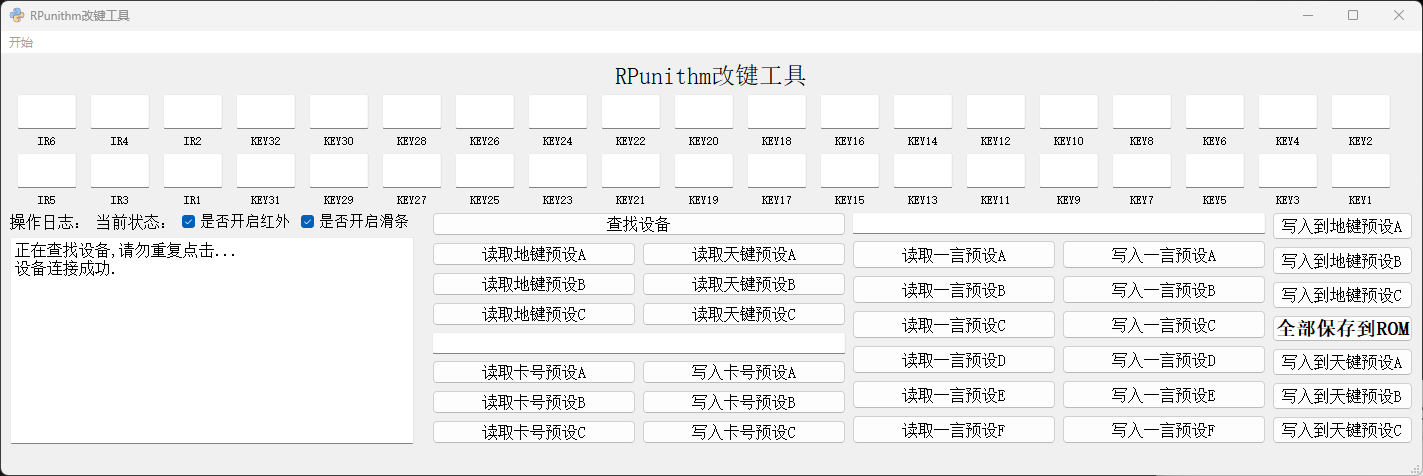 RPunithm改键工具
开始
RPunithm改键工具
IR6 IR4 IR2 KEY32 KEY30 KEY28 KEY26 KEY24 KEY22 KEY20 KEY18 KEY16 KEY14 KEY12 KEY10 KEY8 KEY6 KEY4 KEY2
IR5 IR3 IR1 KEY31 KEY29 KEY27 KEY25 KEY23 KEY21 KEY19 KEY17 KEY15 KEY13 KEY11 KEY9 KEY7 KEY5 KEY3 KEY1
操作日志: 当前状态: 是否开启红外 是否开启滑条
正在查找设备,请勿重复点击...
设备连接成功.
查找设备
读取地键预设A 读取天键预设A
读取地键预设B 读取天键预设B
读取地键预设C 读取天键预设C
读取卡号预设A 写入卡号预设A
读取卡号预设B 写入卡号预设B
读取卡号预设C 写入卡号预设C
读取一言预设A 写入一言预设A
读取一言预设B 写入一言预设B
读取一言预设C 写入一言预设C
读取一言预设D 写入一言预设D
读取一言预设E 写入一言预设E
读取一言预设F 写入一言预设F
写入到地键预设A
写入到地键预设B
写入到地键预设C
全部保存到ROM
写入到天键预设A
写入到天键预设B
写入到天键预设C